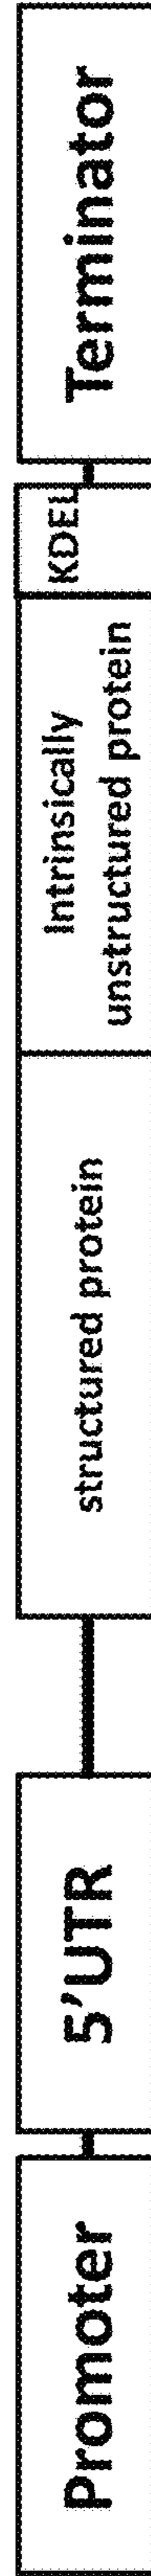 Promoter
5'UTR
structured protein
intrinsically
unstructured protein
KDEL
Terminator